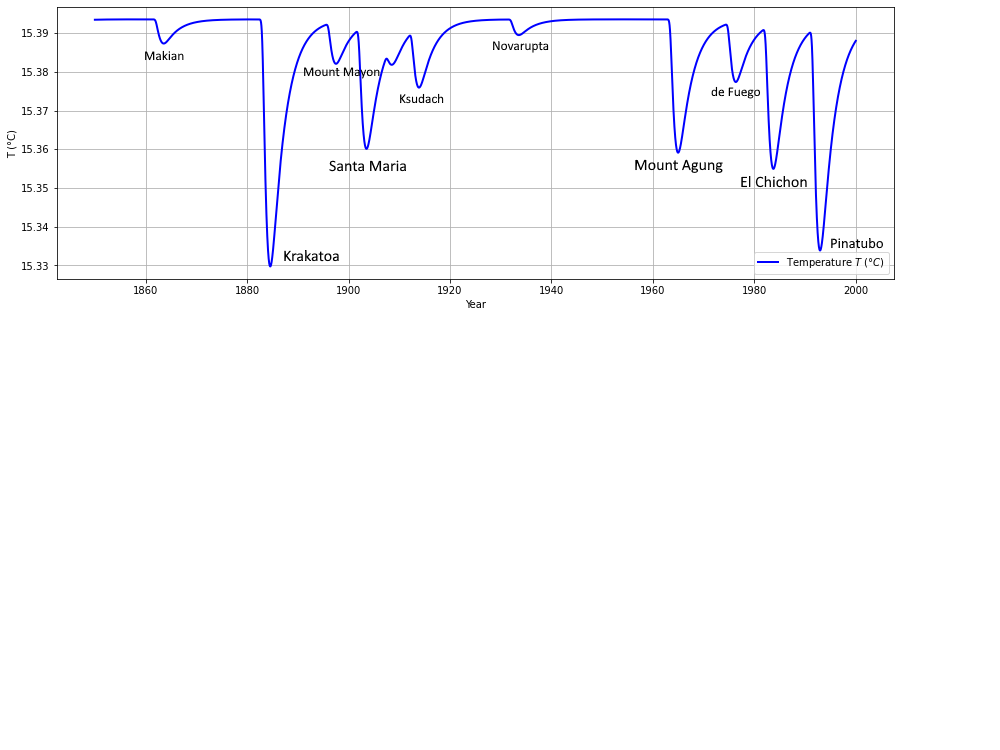 15.39
15.38
15.37
15.36
15.35
15.34
15.33
T (°C)
Makian
Mount Mayon
Novarupta
de Fuego
Ksudach
Santa Maria
Mount Agung
El Chichon
Krakatoa
Pinatubo
Temperature T (°C)
1860 1880 1900 1920 1940 1960 1980 2000
Year